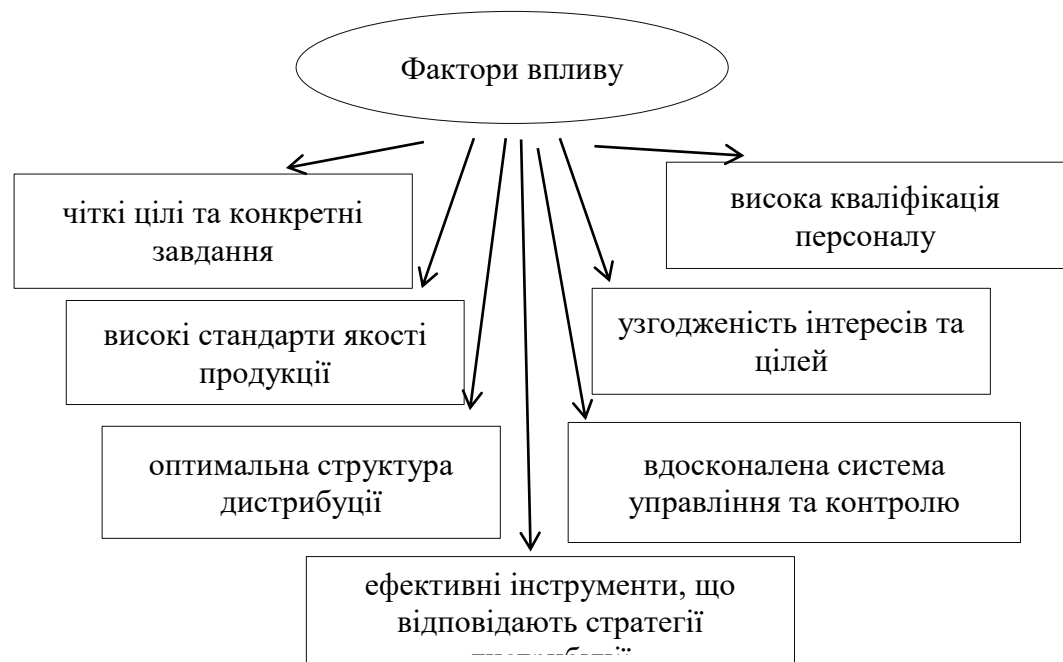 Фактори впливу
чіткі цілі та конкретні
завдання
висока кваліфікація
персоналу
високі стандарти якості
продукції
узгодженість інтересів та
цілей
оптимальна структура
дистрибуції
вдосконалена система
управління та контролю
ефективні інструменти, що
відповідають стратегії